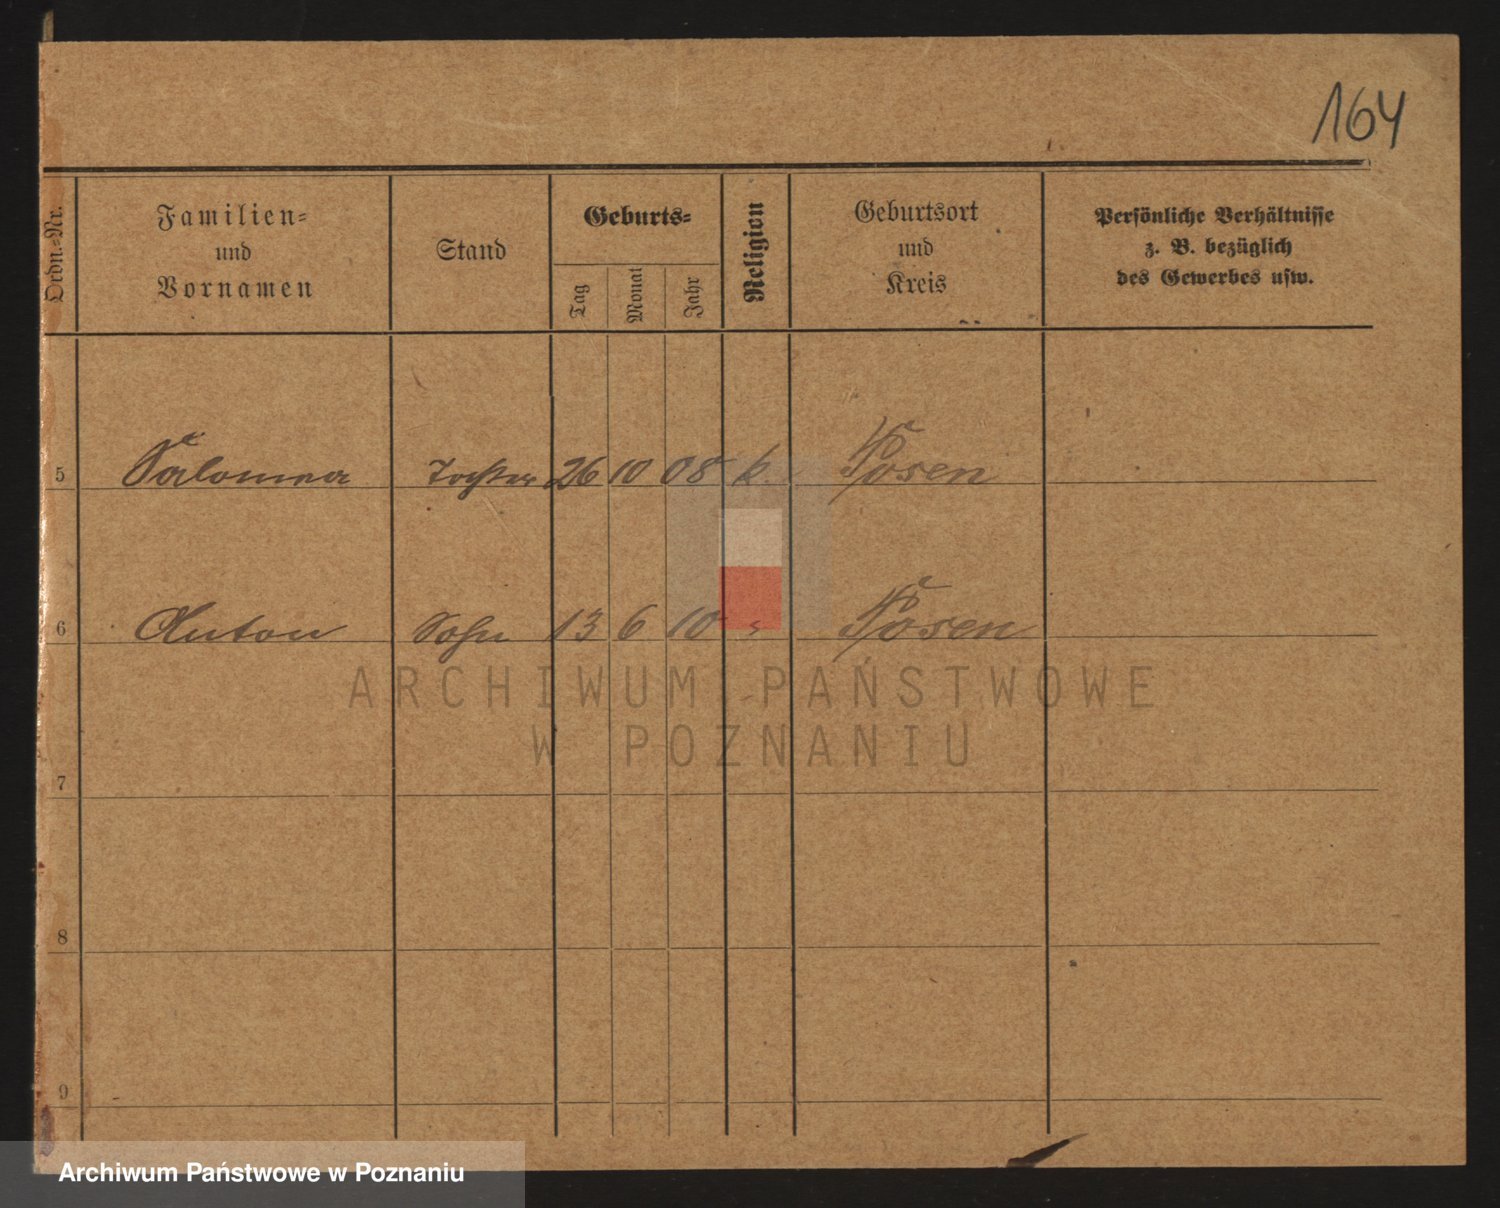 164
Ordn.-Nr.
Familien-
und
Vornamen
Stand
Geburts-
Tag
Monat
Jahr
Religion
Geburtsort
und
Kreis
Persönliche Verhältnisse
z. B. bezüglich
des Gewerbes usw.
5 Salomea Tochter 26 10 08 k. Posen
6 Anton Sohn 13 6 10 " Posen
7
8
9
ARCHIWUM PAŃSTWOWE
W POZNANIU
Archiwum Państwowe w Poznaniu